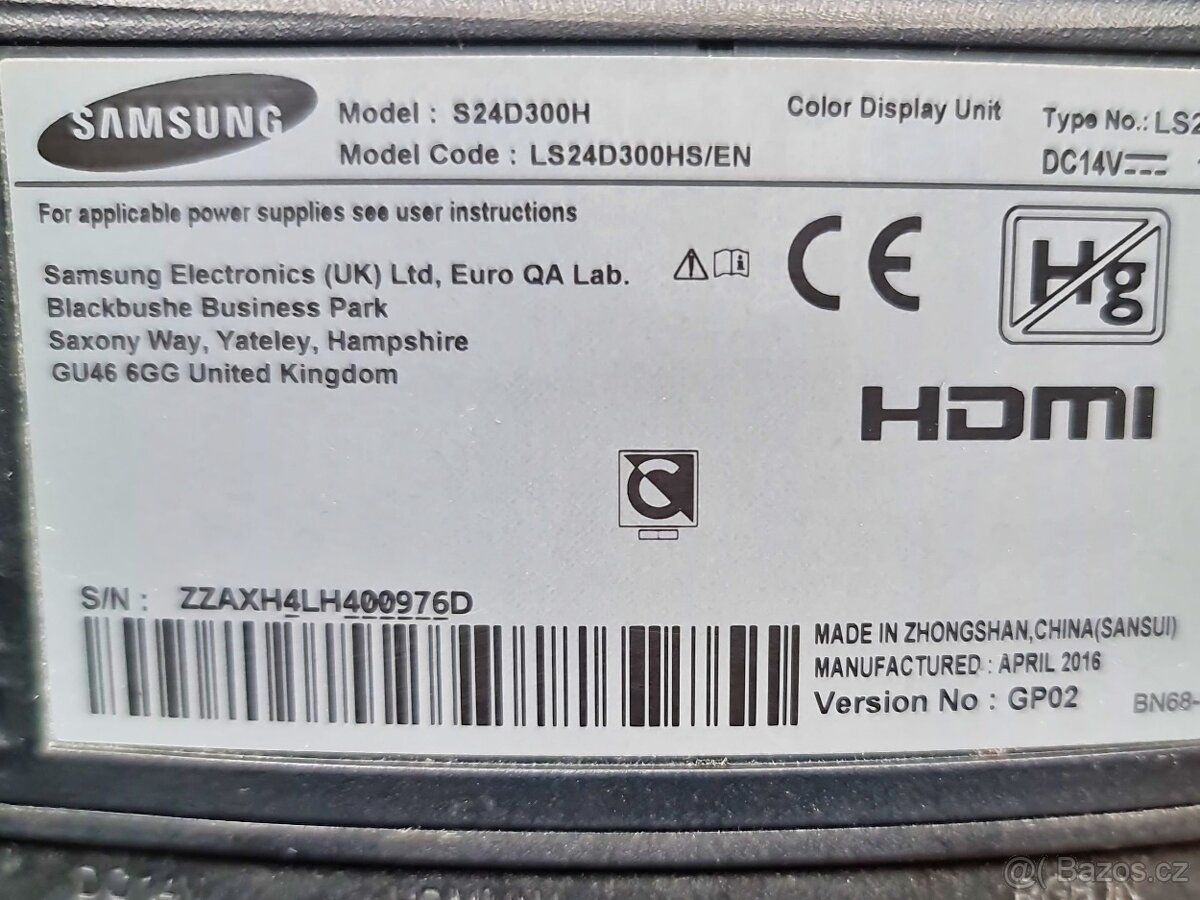 SAMSUNG
Model : S24D300H
Model Code : LS24D300HS/EN
Color Display Unit
Type No.: LS2
DC14V
For applicable power supplies see user instructions
Samsung Electronics (UK) Ltd, Euro QA Lab.
Blackbushe Business Park
Saxony Way, Yateley, Hampshire
GU46 6GG United Kingdom
CE
Hg
HDMI
S/N : ZZAXH4LH400976D
MADE IN ZHONGSHAN,CHINA(SANSUI)
MANUFACTURED : APRIL 2016
Version No : GP02
BN68-
@( Bazos.cz